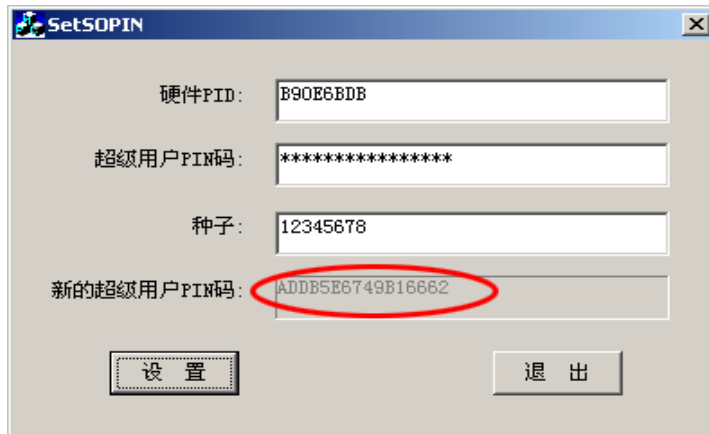 SetSOPIN
硬件PID: B90E6BDB
超级用户PIN码: ****************
种子: 12345678
新的超级用户PIN码: ADDB5E6749B16662
设 置 退 出